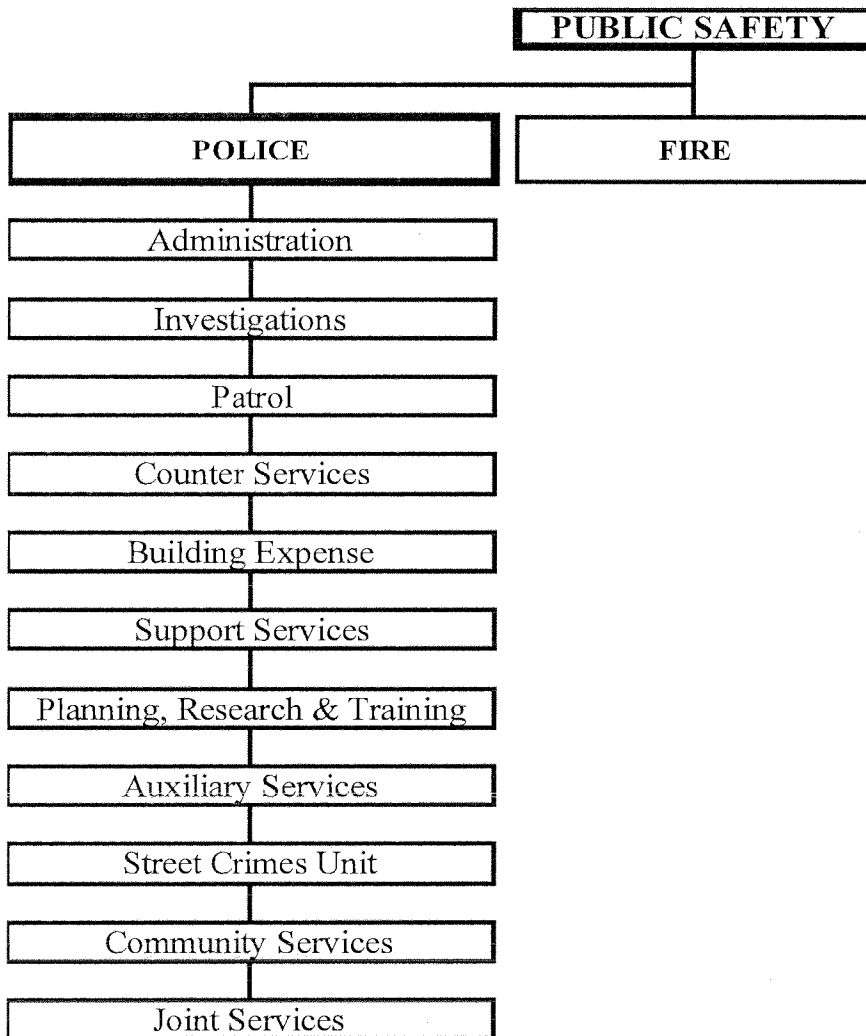 PUBLIC SAFETY
POLICE
FIRE
Administration
Investigations
Patrol
Counter Services
Building Expense
Support Services
Planning, Research & Training
Auxiliary Services
Street Crimes Unit
Community Services
Joint Services